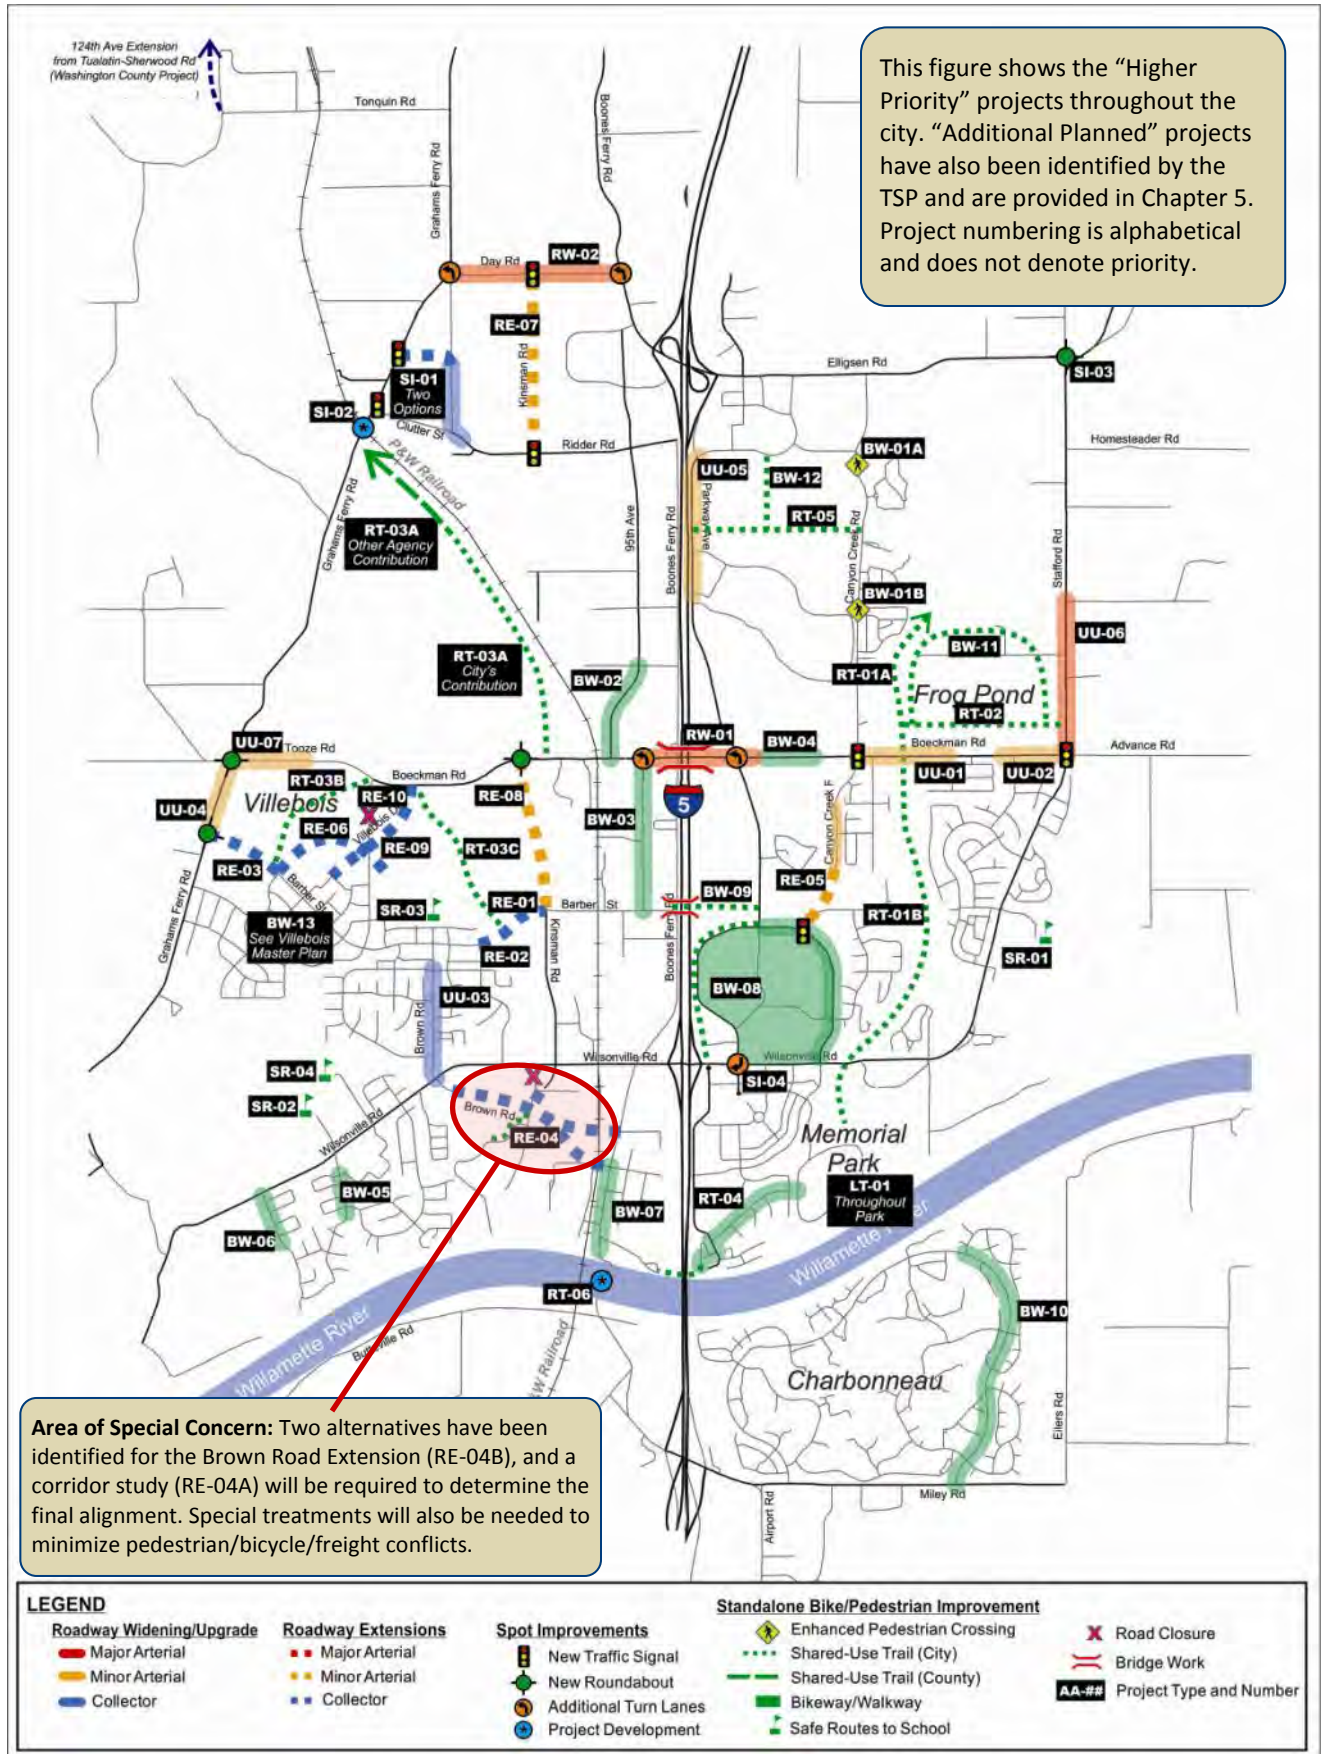 124th Ave Extension
from Tualatin-Sherwood Rd
(Washington County Project)
This figure shows the “Higher
Priority” projects throughout the
city. “Additional Planned” projects
have also been identified by the
TSP and are provided in Chapter 5.
Project numbering is alphabetical
and does not denote priority.
Tonquin Rd
Grahams Ferry Rd
Boones Ferry Rd
Day Rd
RW-02
RE-07
Kinsman Rd
SI-01
Two
Options
SI-02
Clutter St
Ridder Rd
P&W Railroad
Elligsen Rd
SI-03
Homesteader Rd
BW-01A
UU-05
BW-12
RT-05
Parkway Ave
Canyon Creek Rd
Stafford Rd
95th Ave
Boones Ferry Rd
Grahams Ferry Rd
RT-03A
Other Agency
Contribution
BW-01B
UU-06
BW-11
RT-01A
Frog Pond
RT-02
RT-03A
City's
Contribution
BW-02
RW-01
BW-04
Boeckman Rd
Advance Rd
UU-01
UU-02
UU-07
Tooze Rd
Boeckman Rd
RT-03B
RE-10
RE-08
UU-04
Villebois
RE-06
RE-09
RT-03C
5
BW-03
Canyon Creek
RE-03
Barber St
RE-05
BW-09
RE-01
Barber St
SR-03
RT-01B
BW-13
See Villebois
Master Plan
RE-02
Kinsman Rd
Boones Ferry Rd
SR-01
Grahams Ferry Rd
UU-03
Brown Rd
BW-08
Wilsonville Rd
Wilsonville Rd
SI-04
SR-04
SR-02
Brown Rd
RE-04
Wilsonville Rd
Memorial
Park
LT-01
Throughout
Park
BW-05
BW-06
BW-07
RT-04
Willamette River
RT-06
BW-10
Willamette River
Charbonneau
Eilers Rd
Miley Rd
Airport Rd
Area of Special Concern: Two alternatives have been
identified for the Brown Road Extension (RE-04B), and a
corridor study (RE-04A) will be required to determine the
final alignment. Special treatments will also be needed to
minimize pedestrian/bicycle/freight conflicts.
LEGEND
Roadway Widening/Upgrade
Major Arterial
Minor Arterial
Collector
Roadway Extensions
Major Arterial
Minor Arterial
Collector
Spot Improvements
New Traffic Signal
New Roundabout
Additional Turn Lanes
Project Development
Standalone Bike/Pedestrian Improvement
Enhanced Pedestrian Crossing
Shared-Use Trail (City)
Shared-Use Trail (County)
Bikeway/Walkway
Safe Routes to School
Road Closure
Bridge Work
AA-## Project Type and Number